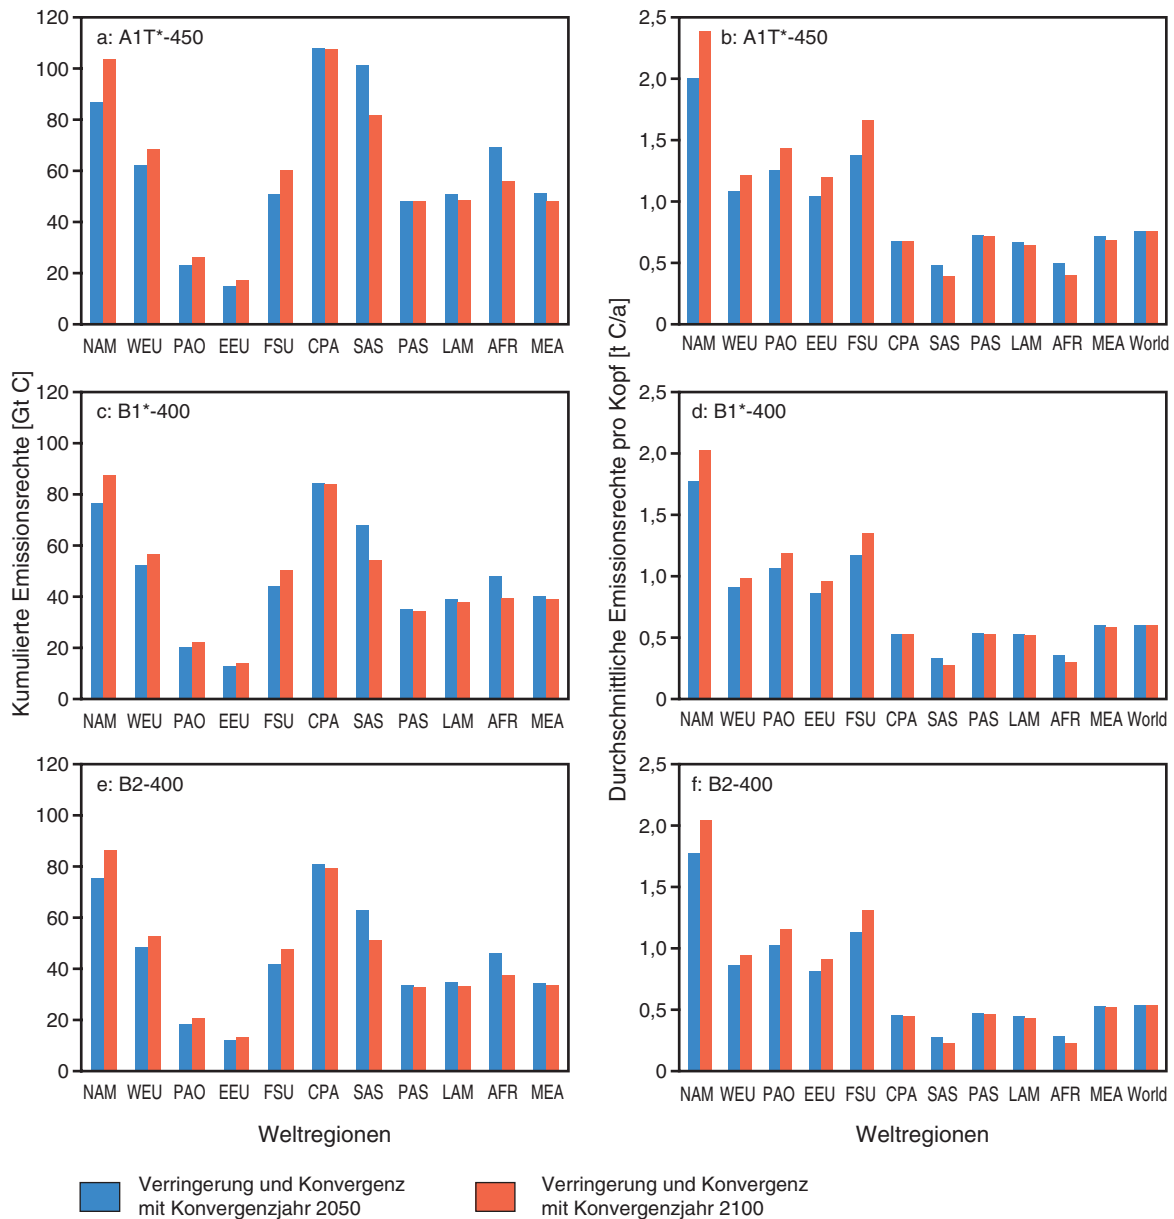 120
100
80
60
40
20
0
a: A1T*-450
NAM WEU PAO EEU FSU CPA SAS PAS LAM AFR MEA
2,5
2,0
1,5
1,0
0,5
0
b: A1T*-450
NAM WEU PAO EEU FSU CPA SAS PAS LAM AFR MEA World
Kumulierte Emissionsrechte [Gt C]
120
100
80
60
40
20
0
c: B1*-400
NAM WEU PAO EEU FSU CPA SAS PAS LAM AFR MEA
Durchschnittliche Emissionsrechte pro Kopf [t C/a]
2,5
2,0
1,5
1,0
0,5
0
d: B1*-400
NAM WEU PAO EEU FSU CPA SAS PAS LAM AFR MEA World
120
100
80
60
40
20
0
e: B2-400
NAM WEU PAO EEU FSU CPA SAS PAS LAM AFR MEA
Weltregionen
2,5
2,0
1,5
1,0
0,5
0
f: B2-400
NAM WEU PAO EEU FSU CPA SAS PAS LAM AFR MEA World
Weltregionen
Verringerung und Konvergenz
mit Konvergenzjahr 2050
Verringerung und Konvergenz
mit Konvergenzjahr 2100